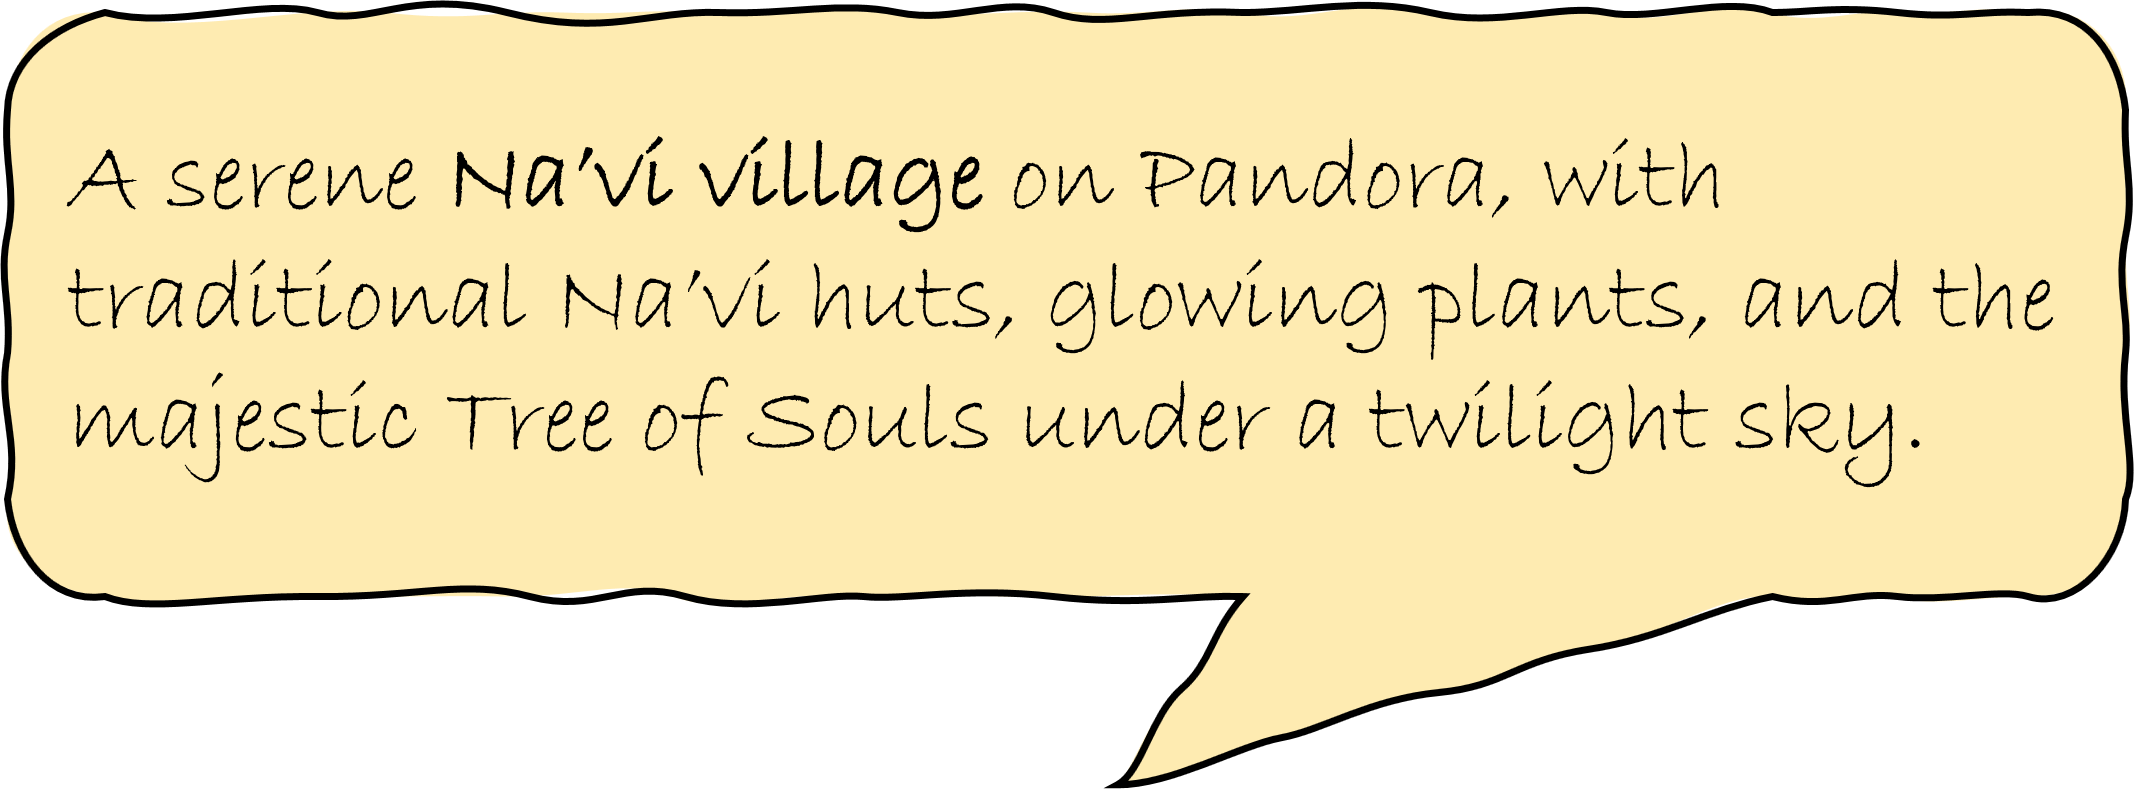 A serene Na'vi village on Pandora, with
traditional Na'vi huts, glowing plants, and the
majestic Tree of Souls under a twilight sky.